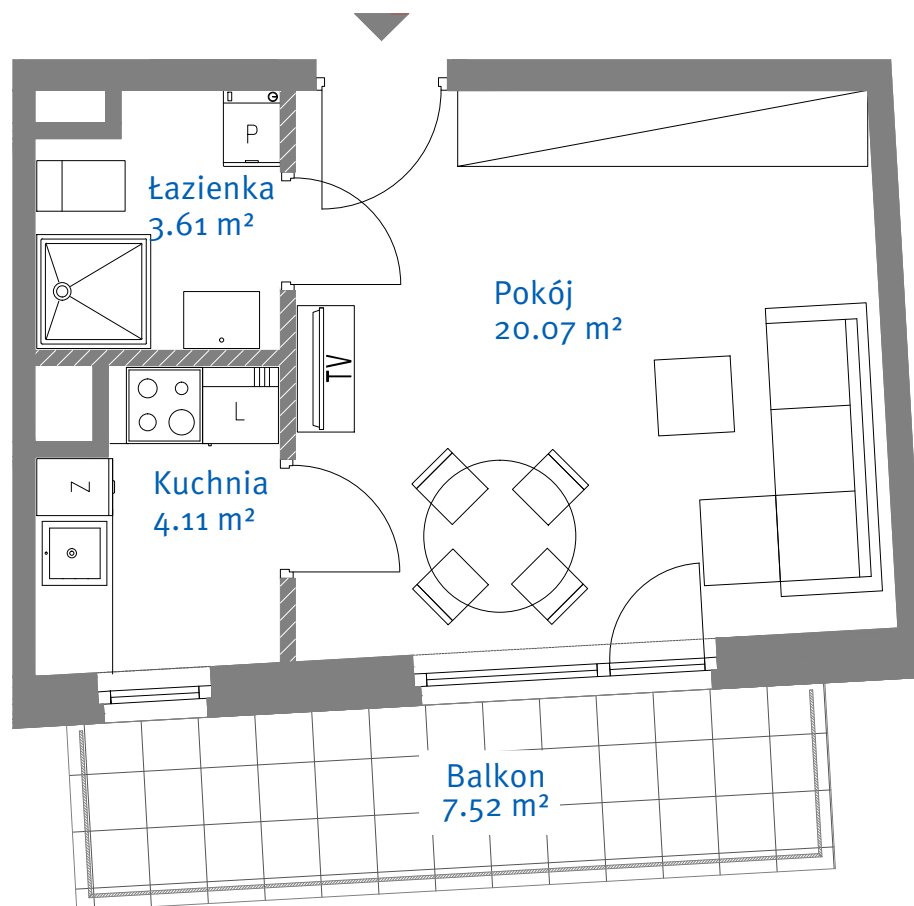 P
Łazienka
3.61 m²
Pokój
20.07 m²
TV
L
Kuchnia
4.11 m²
Z
Balkon
7.52 m²